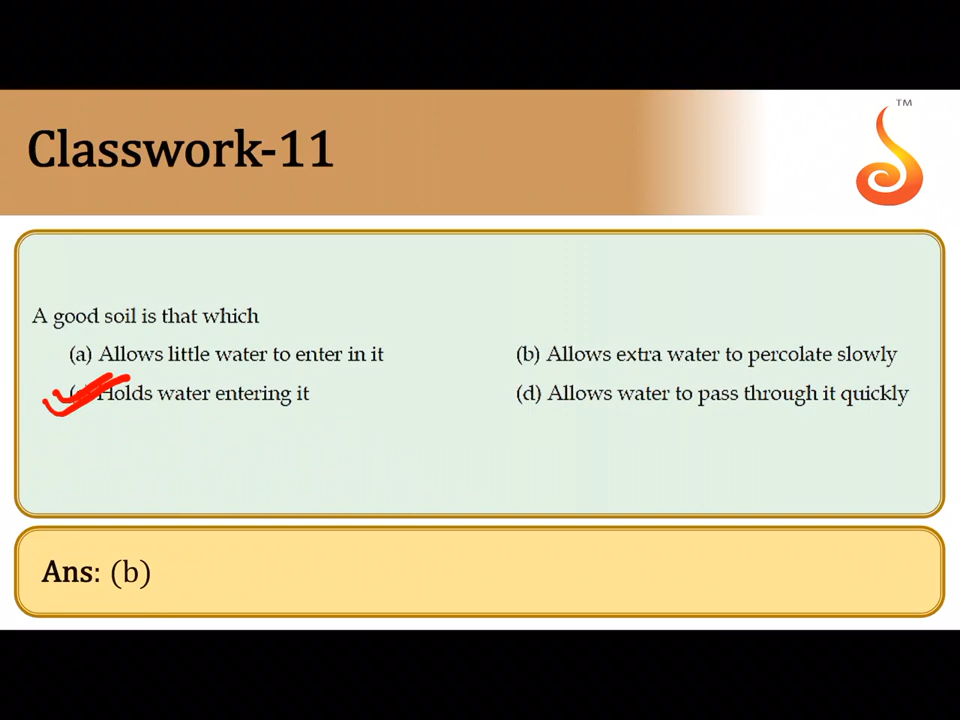 Classwork-11
TM
A good soil is that which
(a) Allows little water to enter in it
(b) Allows extra water to percolate slowly
Holds water entering it
(d) Allows water to pass through it quickly
Ans: (b)